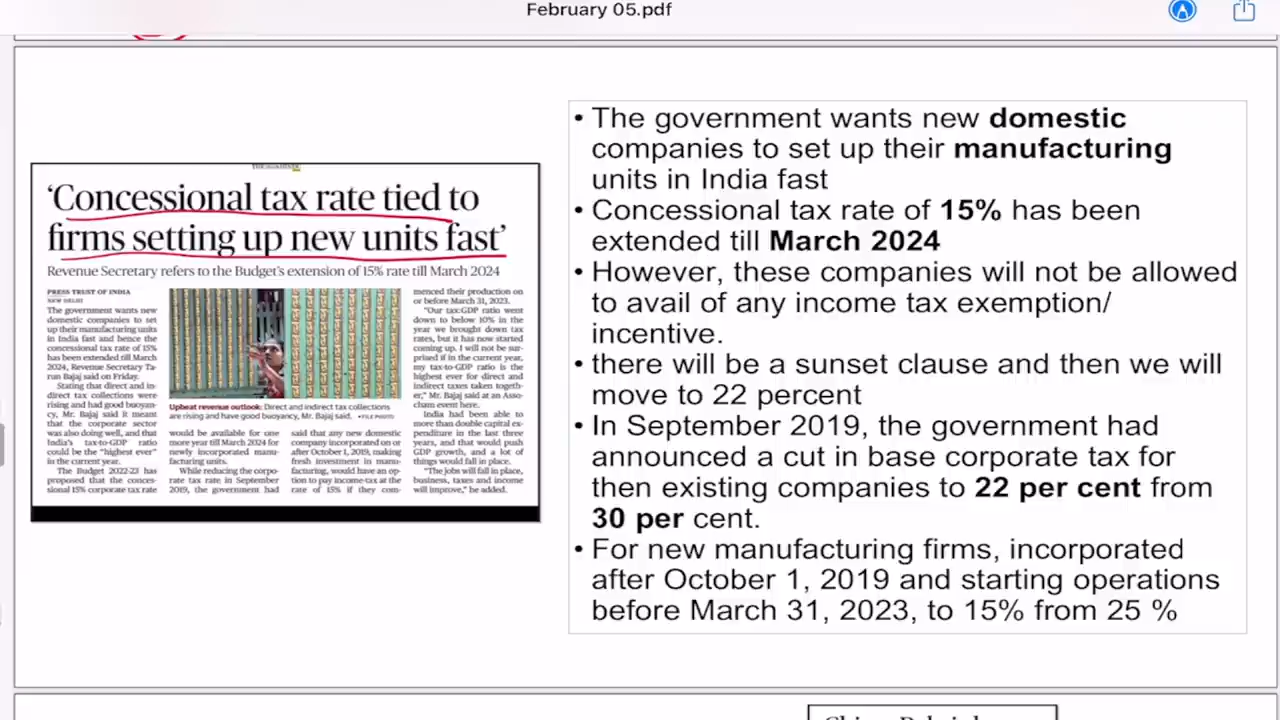 February 05.pdf
THE HINDU
‘Concessional tax rate tied to
firms setting up new units fast’
Revenue Secretary refers to the Budget's extension of 15% rate till March 2024
PRESS TRUST OF INDIA
NEW DELHI
The government wants new
domestic companies to set
up their manufacturing units
in India fast and hence the
concessional tax rate of 15%
has been extended till March
2024, Revenue Secretary Ta-
run Bajaj said on Friday.
Stating that direct and in-
direct tax collections were
rising and had good buoyan-
cy, Mr. Bajaj said it meant
that the corporate sector
was also doing well, and that
India's tax-to-GDP ratio
could be the “highest ever”
in the current year.
The Budget 2022-23 has
proposed that the conces-
sional 15% corporate tax rate
Upbeat revenue outlook: Direct and indirect tax collections
are rising and have good buoyancy, Mr. Bajaj said. •FILE PHOTO
would be available for one
more year till March 2024 for
newly incorporated manu-
facturing units.
While reducing the corpo-
rate tax rate in September
2019, the government had
said that any new domestic
company incorporated on or
after October 1, 2019, making
fresh investment in manu-
facturing, would have an op-
tion to pay income-tax at the
rate of 15% if they com-
menced their production on
or before March 31, 2023.
“Our tax:GDP ratio went
down to below 10% in the
year we brought down tax
rates, but it has now started
coming up. I will not be sur-
prised if in the current year,
my tax-to-GDP ratio is the
highest ever for direct and
indirect taxes taken togeth-
er,” Mr. Bajaj said at an Asso-
cham event here.
India had been able to
more than double capital ex-
penditure in the last three
years, and that would push
GDP growth, and a lot of
things would fall in place.
“The jobs will fall in place,
business, taxes and income
will improve,” he added.
• The government wants new domestic
companies to set up their manufacturing
units in India fast
• Concessional tax rate of 15% has been
extended till March 2024
• However, these companies will not be allowed
to avail of any income tax exemption/
incentive.
• there will be a sunset clause and then we will
move to 22 percent
• In September 2019, the government had
announced a cut in base corporate tax for
then existing companies to 22 per cent from
30 per cent.
• For new manufacturing firms, incorporated
after October 1, 2019 and starting operations
before March 31, 2023, to 15% from 25 %